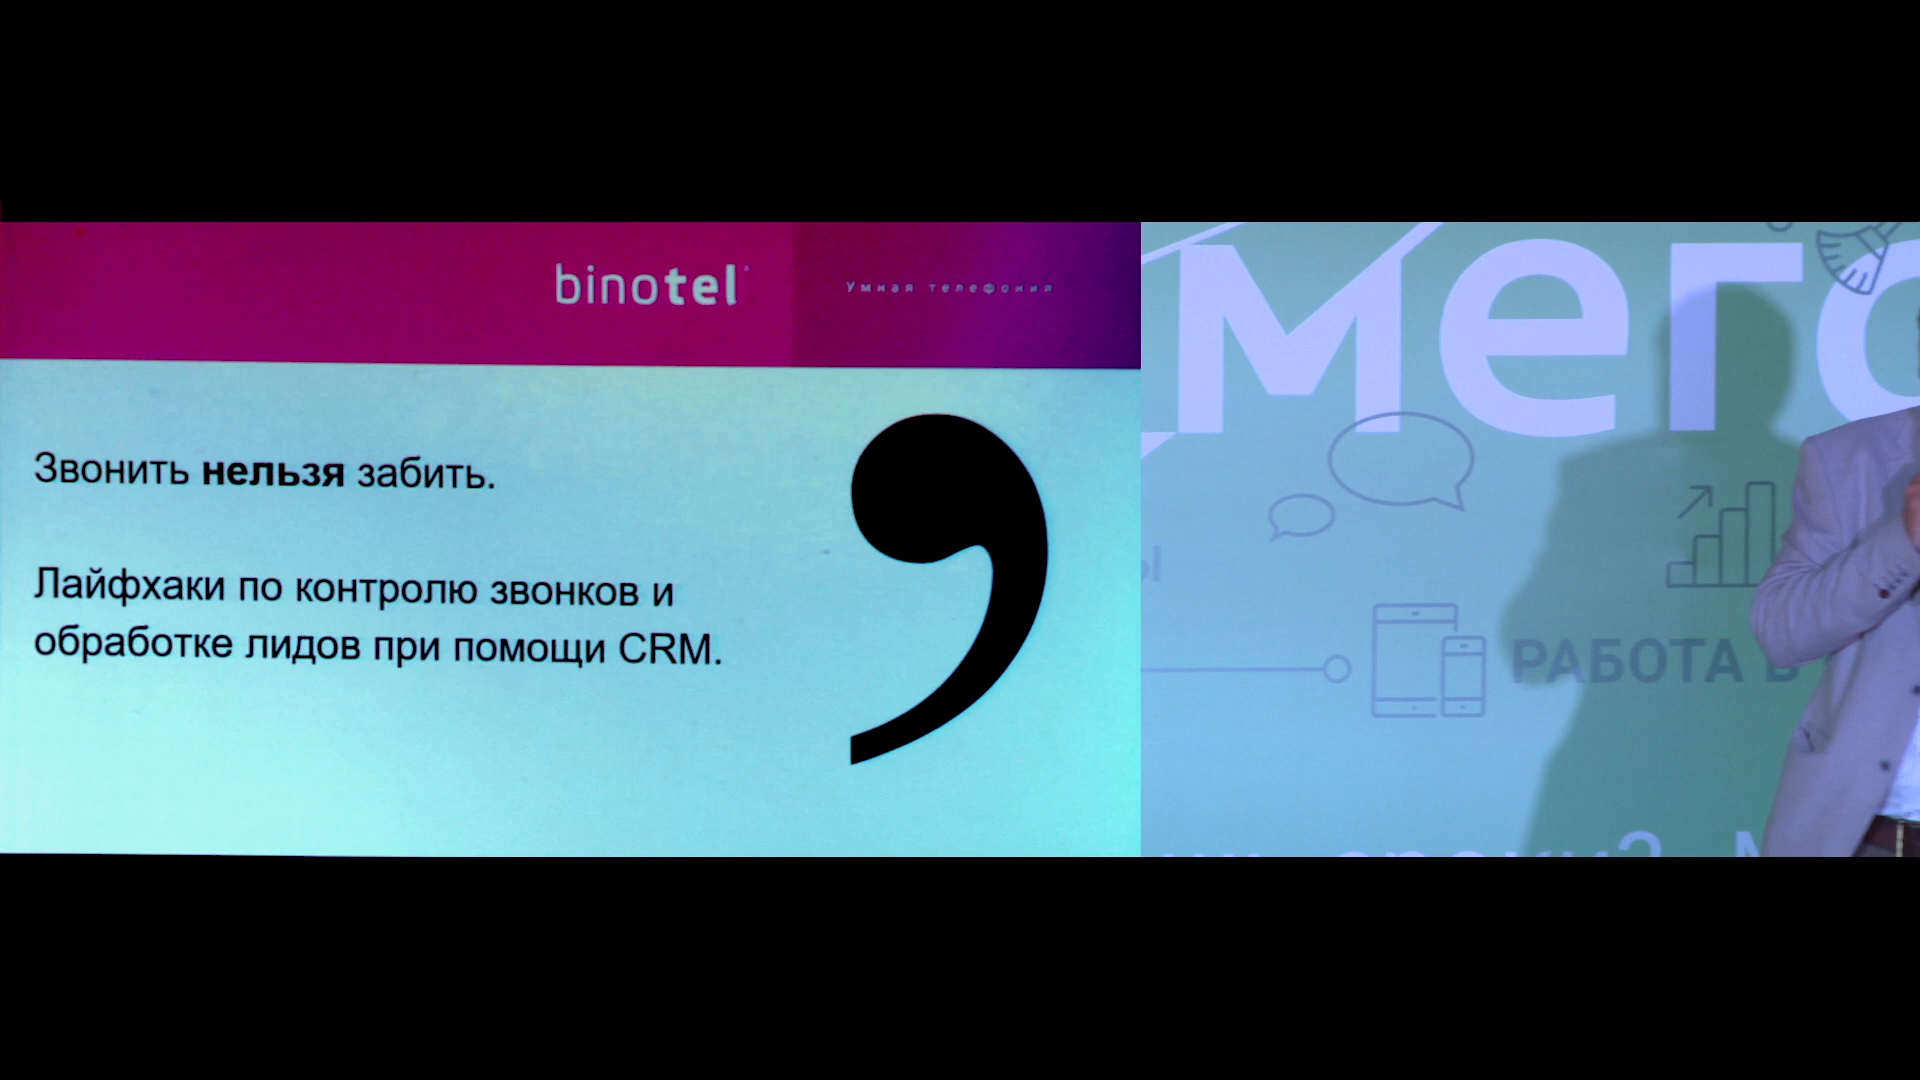 binotel
Умная телефония
Звонить нельзя забить.
Лайфхаки по контролю звонков и
обработке лидов при помощи CRM.
,
мего
РАБОТА В